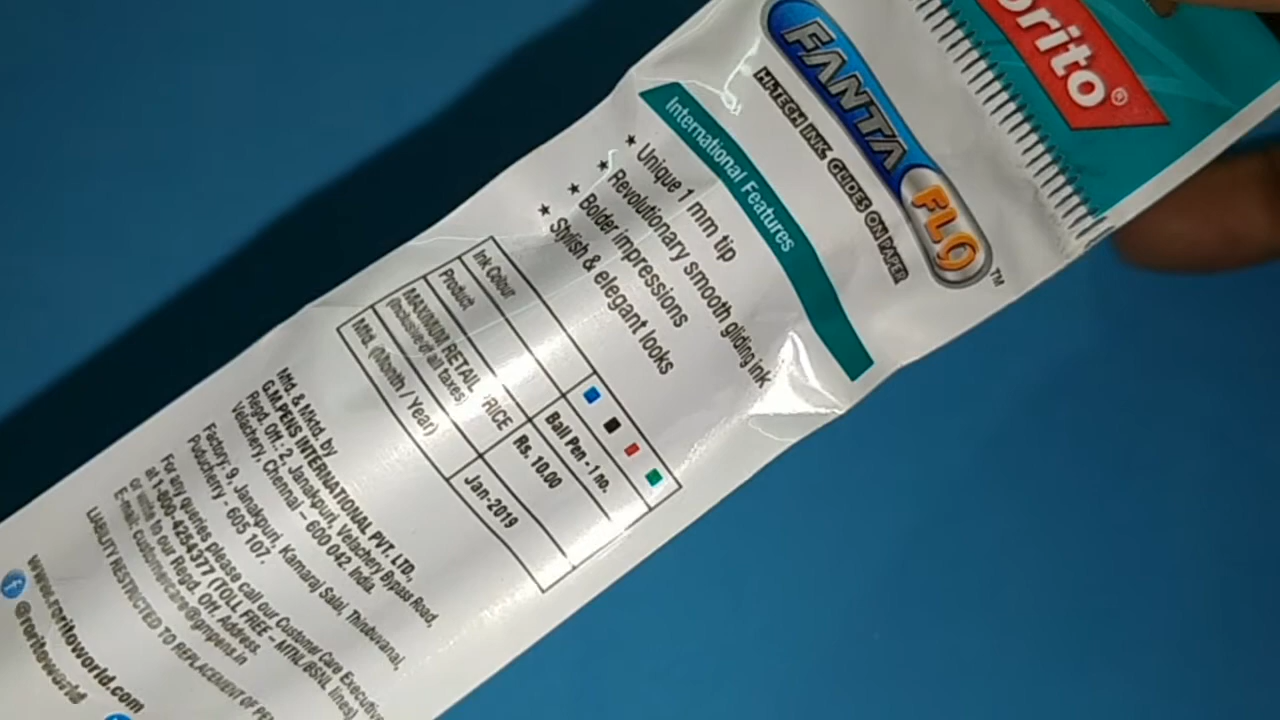 orito®
FANTA FLO™
HI-TECH INK, GLIDES ON PAPER
International Features
★ Unique 1 mm tip
★ Revolutionary smooth gliding ink
★ Bolder impressions
★ Stylish & elegant looks
Ink Colour
Product Ball Pen - 1 no.
MAXIMUM RETAIL PRICE Rs. 10.00
(Inclusive of all taxes)
Mfd. (Month / Year) Jan-2019
Mfd. & Mktd. by
G.M.PENS INTERNATIONAL PVT. LTD,
Regd. Off.: 2, Janakpuri, Velachery Bypass Road,
Velachery, Chennai – 600 042. India.
Factory: 9, Janakpuri, Kamaraj Salai, Thirubuvanai,
Puduchery - 605 107.
For any queries please call our Customer Care Executive
at 1-800-4254377 (TOLL FREE - MTNL/BSNL lines)
or write to our Regd. Off. Address.
E-mail: customercare@gmpens.in
LIABILITY RESTRICTED TO REPLACEMENT OF PEN
www.roritoworld.com
@roritoworld